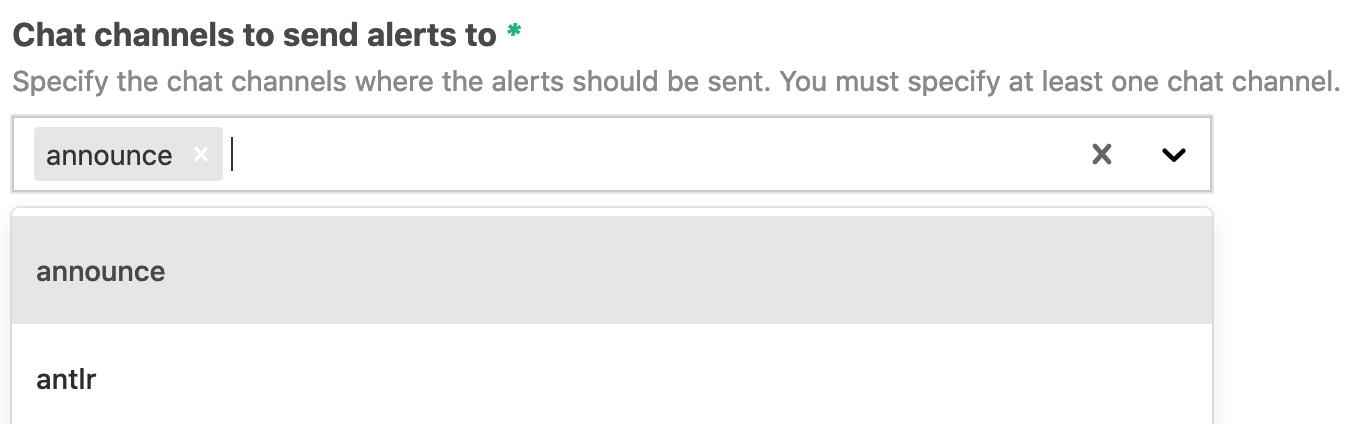 Chat channels to send alerts to *
Specify the chat channels where the alerts should be sent. You must specify at least one chat channel.
announce
announce
antlr